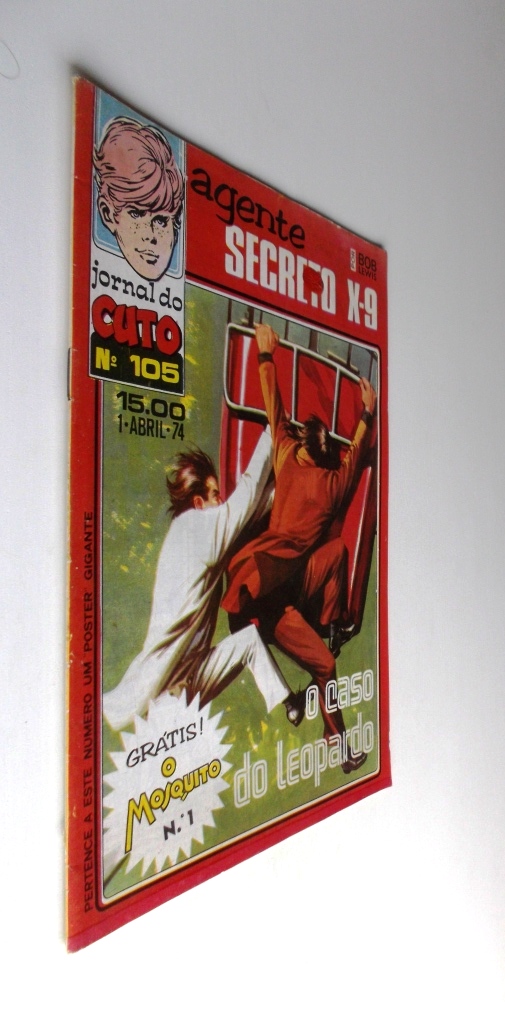 agente
SECRETO X-9
POR BOB
LEWIS
jornal do
CUTO
Nº 105
15.00
1·ABRIL·74
o caso
do leopardo
GRÁTIS!
O
MOSQUITO
N.º 1
PERTENCE A ESTE NÚMERO UM POSTER GIGANTE